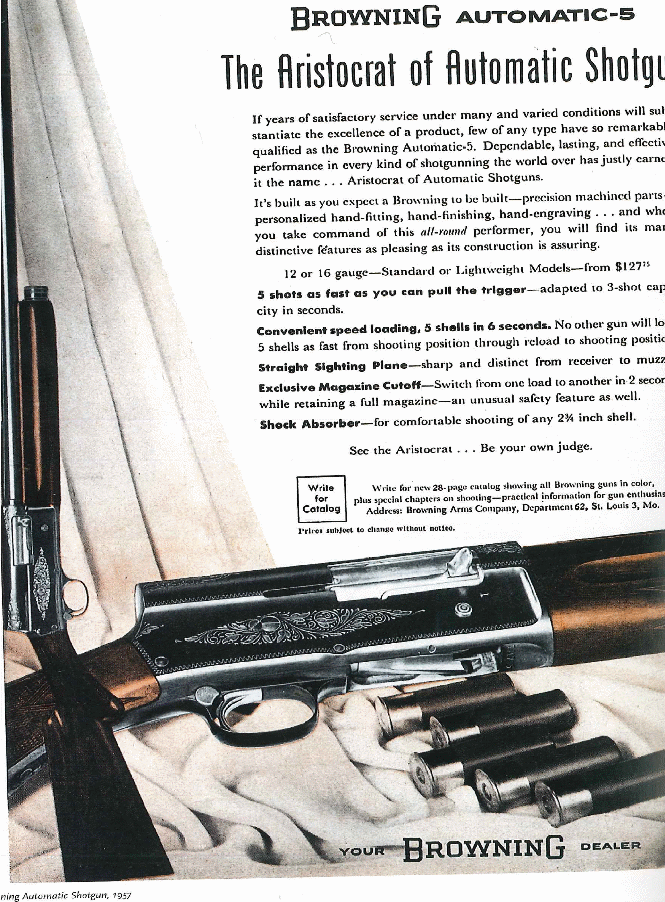 BROWNING AUTOMATIC-5
The Aristocrat of Automatic Shotgu
If years of satisfactory service under many and varied conditions will sub
stantiate the excellence of a product, few of any type have so remarkabl
qualified as the Browning Automatic-5. Dependable, lasting, and effectiv
performance in every kind of shotgunning the world over has justly earne
it the name . . . Aristocrat of Automatic Shotguns.
It's built as you expect a Browning to be built—precision machined parts—
personalized hand-fitting, hand-finishing, hand-engraving . . . and whe
you take command of this all-round performer, you will find its man
distinctive features as pleasing as its construction is assuring.
12 or 16 gauge—Standard or Lightweight Models—from $127
5 shots as fast as you can pull the trigger—adapted to 3-shot cap
city in seconds.
Convenient speed loading, 5 shells in 6 seconds. No other gun will lo
5 shells as fast from shooting position through reload to shooting positio
Straight Sighting Plane—sharp and distinct from receiver to muzz
Exclusive Magazine Cutoff—Switch from one load to another in 2 secon
while retaining a full magazine—an unusual safety feature as well.
Shock Absorber—for comfortable shooting of any 2¾ inch shell.
See the Aristocrat . . . Be your own judge.
Write
for
Catalog
Write for new 28-page catalog showing all Browning guns in color,
plus special chapters on shooting—practical information for gun enthusias
Address: Browning Arms Company, Department 62, St. Louis 3, Mo.
Prices subject to change without notice.
YOUR BROWNING DEALER
ning Automatic Shotgun, 1957